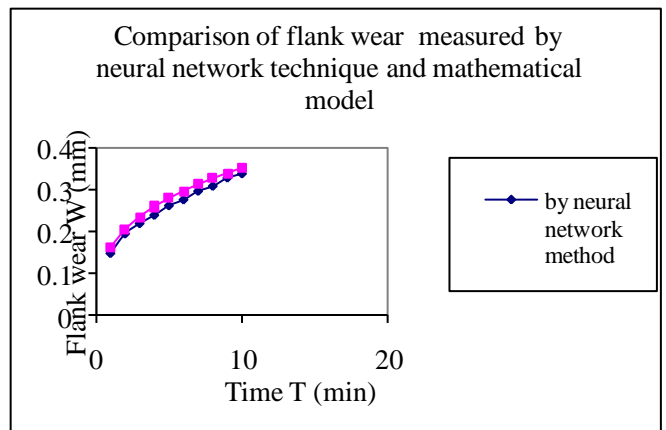 Comparison of flank wear measured by
neural network technique and mathematical
model
Flank wear W (mm)
0.4
0.3
0.2
0.1
0
0 10 20
Time T (min)
by neural
network
method